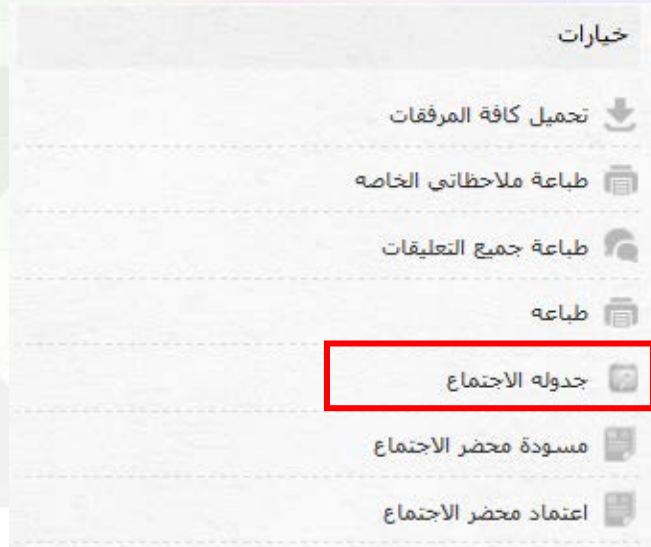 خيارات
تحميل كافة المرفقات
طباعة ملاحظاتي الخاصه
طباعة جميع التعليقات
طباعه
جدوله الاجتماع
مسودة محضر الاجتماع
اعتماد محضر الاجتماع